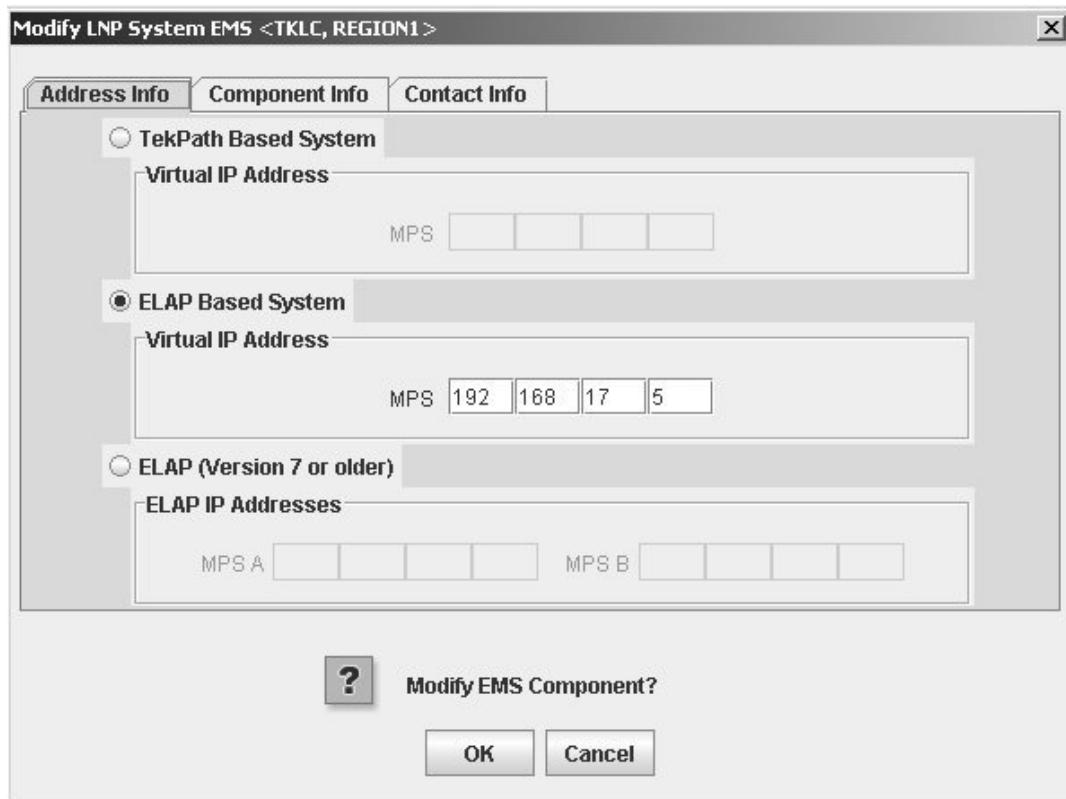 Modify LNP System EMS <TKLC, REGION1>
Address Info Component Info Contact Info
TekPath Based System
Virtual IP Address
MPS
ELAP Based System
Virtual IP Address
MPS 192 168 17 5
ELAP (Version 7 or older)
ELAP IP Addresses
MPS A MPS B
? Modify EMS Component?
OK Cancel